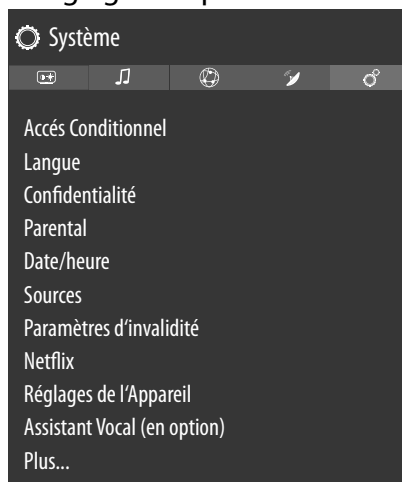 Système
Accés Conditionnel
Langue
Confidentialité
Parental
Date/heure
Sources
Paramètres d'invalidité
Netflix
Réglages de l'Appareil
Assistant Vocal (en option)
Plus...